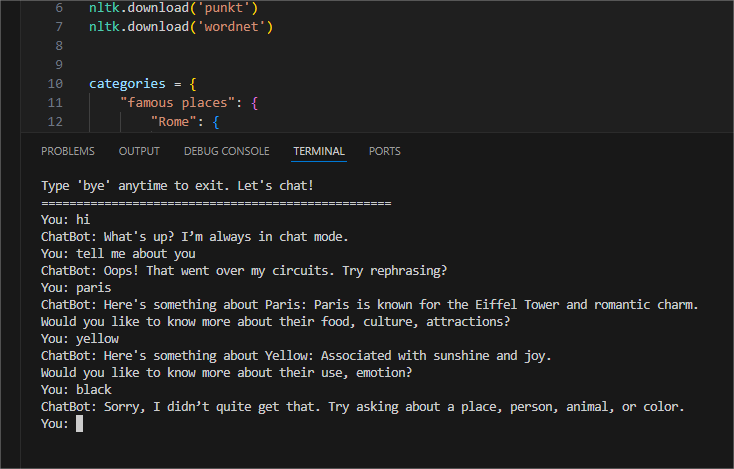 6 nltk.download('punkt')
7 nltk.download('wordnet')
8
9
10 categories = {
11 "famous places": {
12 "Rome": {
PROBLEMS OUTPUT DEBUG CONSOLE TERMINAL PORTS
Type 'bye' anytime to exit. Let's chat!
==================================================
You: hi
ChatBot: What's up? I’m always in chat mode.
You: tell me about you
ChatBot: Oops! That went over my circuits. Try rephrasing?
You: paris
ChatBot: Here's something about Paris: Paris is known for the Eiffel Tower and romantic charm.
Would you like to know more about their food, culture, attractions?
You: yellow
ChatBot: Here's something about Yellow: Associated with sunshine and joy.
Would you like to know more about their use, emotion?
You: black
ChatBot: Sorry, I didn’t quite get that. Try asking about a place, person, animal, or color.
You: